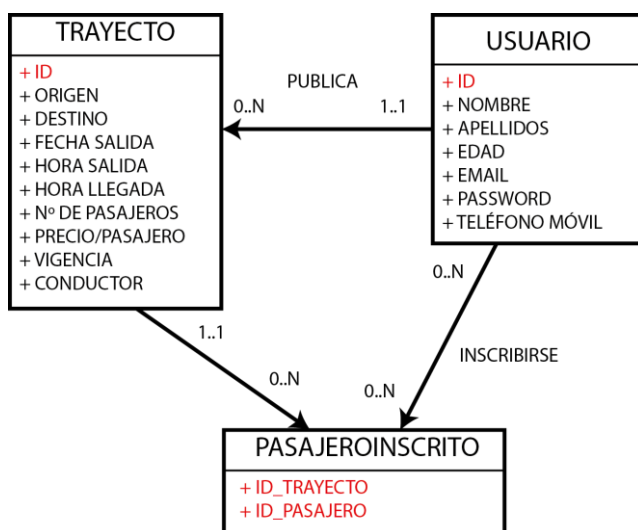 TRAYECTO
+ ID
+ ORIGEN
+ DESTINO
+ FECHA SALIDA
+ HORA SALIDA
+ HORA LLEGADA
+ Nº DE PASAJEROS
+ PRECIO/PASAJERO
+ VIGENCIA
+ CONDUCTOR
PUBLICA
0..N
1..1
USUARIO
+ ID
+ NOMBRE
+ APELLIDOS
+ EDAD
+ EMAIL
+ PASSWORD
+ TELÉFONO MÓVIL
0..N
INSCRIBIRSE
0..N
1..1
0..N
PASAJEROINSCRITO
+ ID_TRAYECTO
+ ID_PASAJERO